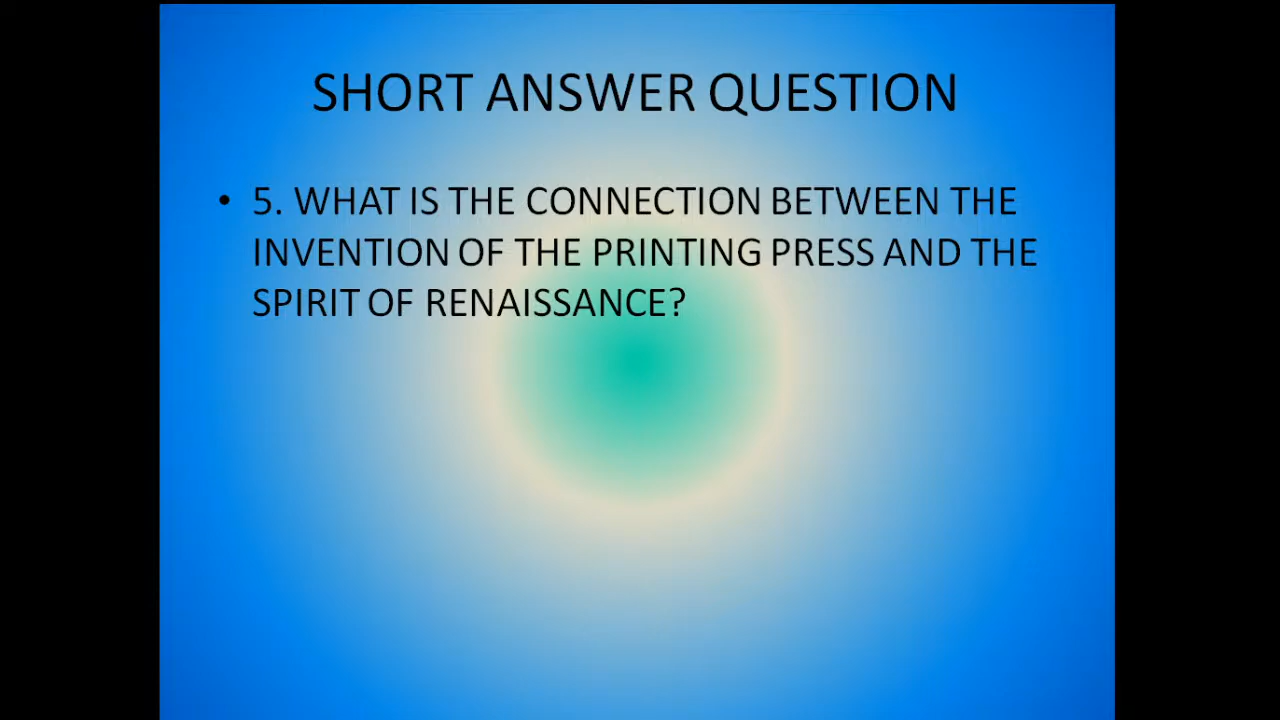 SHORT ANSWER QUESTION
• 5. WHAT IS THE CONNECTION BETWEEN THE
INVENTION OF THE PRINTING PRESS AND THE
SPIRIT OF RENAISSANCE?